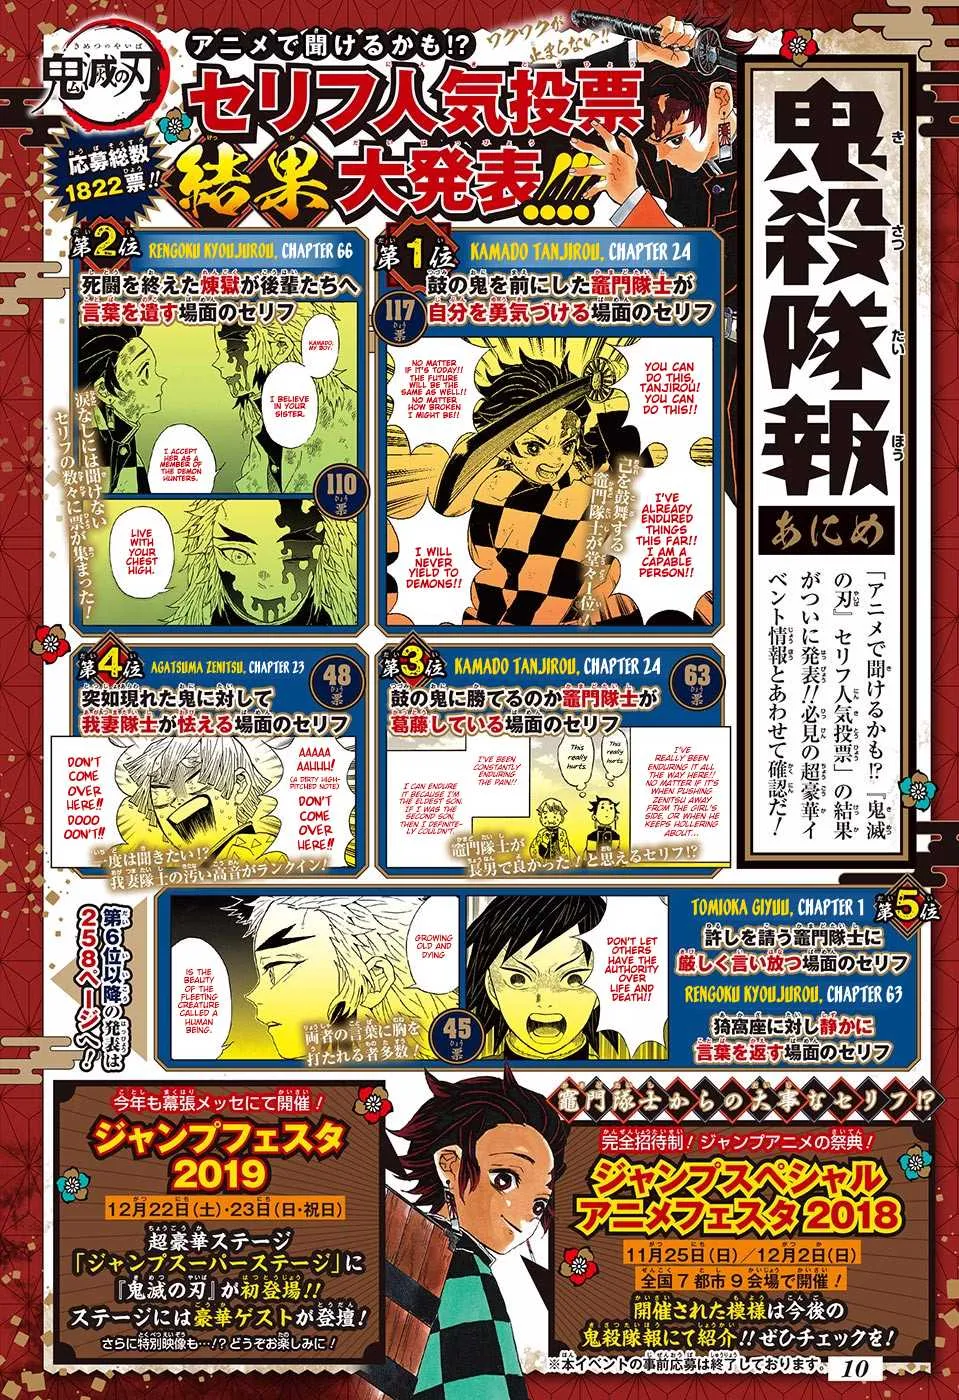 鬼滅の刃
アニメで聞けるかも!?
ワクワクが
止まらない!!
セリフ人気投票
結果大発表!!!!
応募総数
1822票!!
鬼殺隊報
あにめ
「アニメで聞けるかも!?『鬼滅
の刃』セリフ人気投票」の結果
がついに発表!!必見の超豪華イ
ベント情報とあわせて確認だ!
第1位
KAMADO TANJIROU, CHAPTER 24
鼓の鬼を前にした竈門隊士が
自分を勇気つける場面のセリフ
117票
YOU CAN
DO THIS,
TANJIROU!
YOU CAN
DO THIS!!
NO MATTER
IF IT'S TODAY!!
THE FUTURE
WILL BE THE
SAME AS WELL!!
NO MATTER
HOW BROKEN
I MIGHT BE!!
I'VE
ALREADY
ENDURED
THINGS
THIS FAR!!
I AM A
CAPABLE
PERSON!!
I WILL
NEVER
YIELD TO
DEMONS!!
己を鼓舞する
竈門隊士が堂々1位!
第2位
RENGOKU KYOUJUROU, CHAPTER 66
死闘を終えた煉獄が後輩たちへ
言葉を遺す場面のセリフ
KAMADO,
MY BOY.
I BELIEVE
IN YOUR
SISTER.
I ACCEPT
HER AS A
MEMBER OF
THE DEMON
HUNTERS.
110票
LIVE
WITH
YOUR
CHEST
HIGH.
涙なしには聞けない
セリフの数々に票が集まった!
第3位
KAMADO TANJIROU, CHAPTER 24
63票
鼓の鬼に勝てるのか竈門隊士が
葛藤している場面のセリフ
I'VE
REALLY BEEN
ENDURING IT ALL
THE WAY HERE!!
NO MATTER IF IT'S
WHEN PUSHING
ZENITSU AWAY
FROM THE GIRL'S
SIDE, OR WHEN HE
KEEPS HOLLERING
ABOUT...
This
really
hurts.
This
really
hurts.
I'VE BEEN
CONSTANTLY
ENDURING
THE PAIN!!
I CAN ENDURE
IT BECAUSE I'M
THE ELDEST SON.
IF I WAS THE
SECOND SON,
THEN I DEFINITE-
LY COULDN'T.
竈門隊士が
長男で良かった!と思えるセリフ!?
第4位
AGATSUMA ZENITSU, CHAPTER 23
48票
突如現れた鬼に対して
我妻隊士が怯える場面のセリフ
AAAAA
AAHHH!
(A DIRTY HIGH-
PITCHED NOTE)
DON'T
COME
OVER
HERE!!
DON'T
COME
OVER
HERE!!
DOOO
OON'T!!
一度は聞きたい!?
我妻隊士の汚い高音がランクイン!
第5位
TOMIOKA GIYUU, CHAPTER 1
許しを請う竈門隊士に
厳しく言い放つ場面のセリフ
RENGOKU KYOUJUROU, CHAPTER 63
猗窩座に対し静かに
言葉を返す場面のセリフ
DON'T LET
OTHERS
HAVE THE
AUTHORITY
OVER
LIFE AND
DEATH!!
GROWING
OLD AND
DYING
IS THE
BEAUTY
OF THE
FLEETING
CREATURE
CALLED A
HUMAN
BEING.
45票
両者の言葉に胸を
打たれる者多数!
第6位以降の発表は
258ページへ!
竈門隊士からの大事なセリフ!?
今年も幕張メッセにて開催!
ジャンプフェスタ
2019
12月22日(土)・23日(日・祝日)
超豪華ステージ
「ジャンプスーパーステージ」に
『鬼滅の刃』が初登場!!
ステージには豪華ゲストが登壇!
さらに特別映像も…!?どうぞお楽しみに!
完全招待制!ジャンプアニメの祭典!
ジャンプスペシャル
アニメフェスタ2018
11月25日(日)/12月2日(日)
全国7都市9会場で開催!
開催された模様は今後の
鬼殺隊報にて紹介!!ぜひチェックを!
※本イベントの事前応募は終了しております。
10